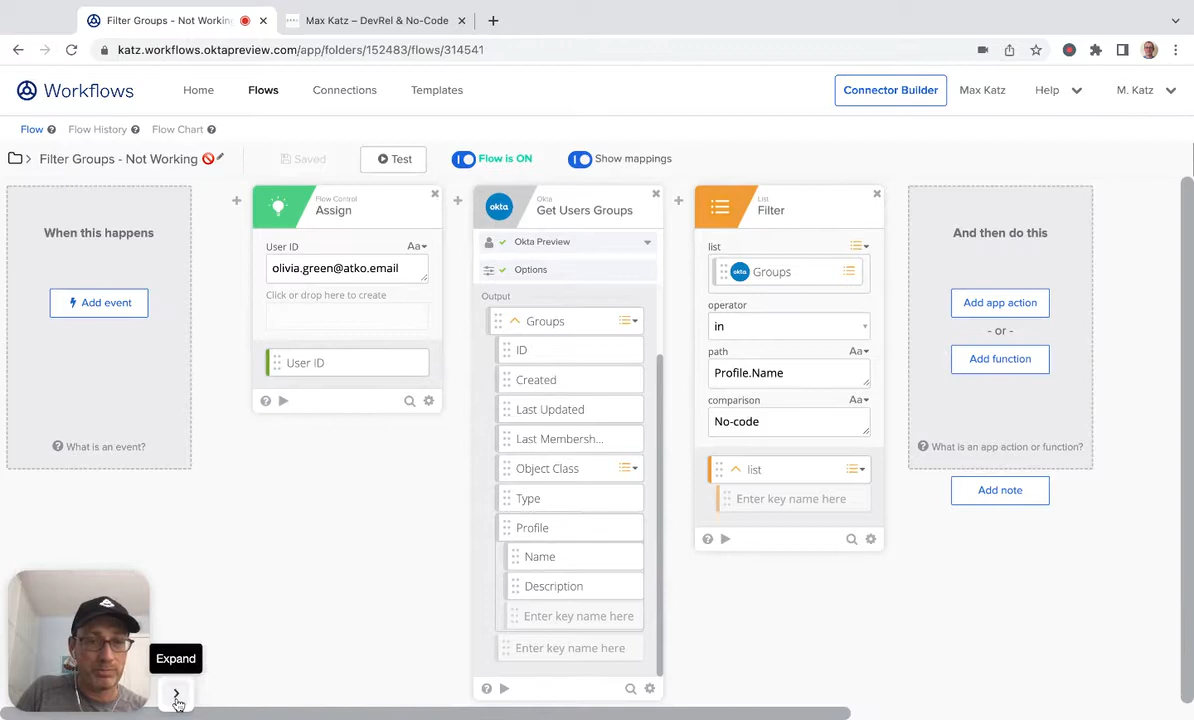 Filter Groups - Not Workin
Max Katz – DevRel & No-Code
katz.workflows.oktapreview.com/app/folders/152483/flows/314541
Workflows
Home
Flows
Connections
Templates
Connector Builder
Max Katz
Help
M. Katz
Flow
Flow History
Flow Chart
Filter Groups - Not Working
Saved
Test
Flow is ON
Show mappings
When this happens
Add event
What is an event?
Flow Control
Assign
User ID
Aa
olivia.green@atko.email
Click or drop here to create
User ID
okta
Okta
Get Users Groups
Okta Preview
Options
Output
Groups
ID
Created
Last Updated
Last Membersh...
Object Class
Type
Profile
Name
Description
Enter key name here
Enter key name here
List
Filter
list
okta
Groups
operator
in
path
Aa
Profile.Name
comparison
Aa
No-code
list
Enter key name here
And then do this
Add app action
- or -
Add function
What is an app action or function?
Add note
Expand